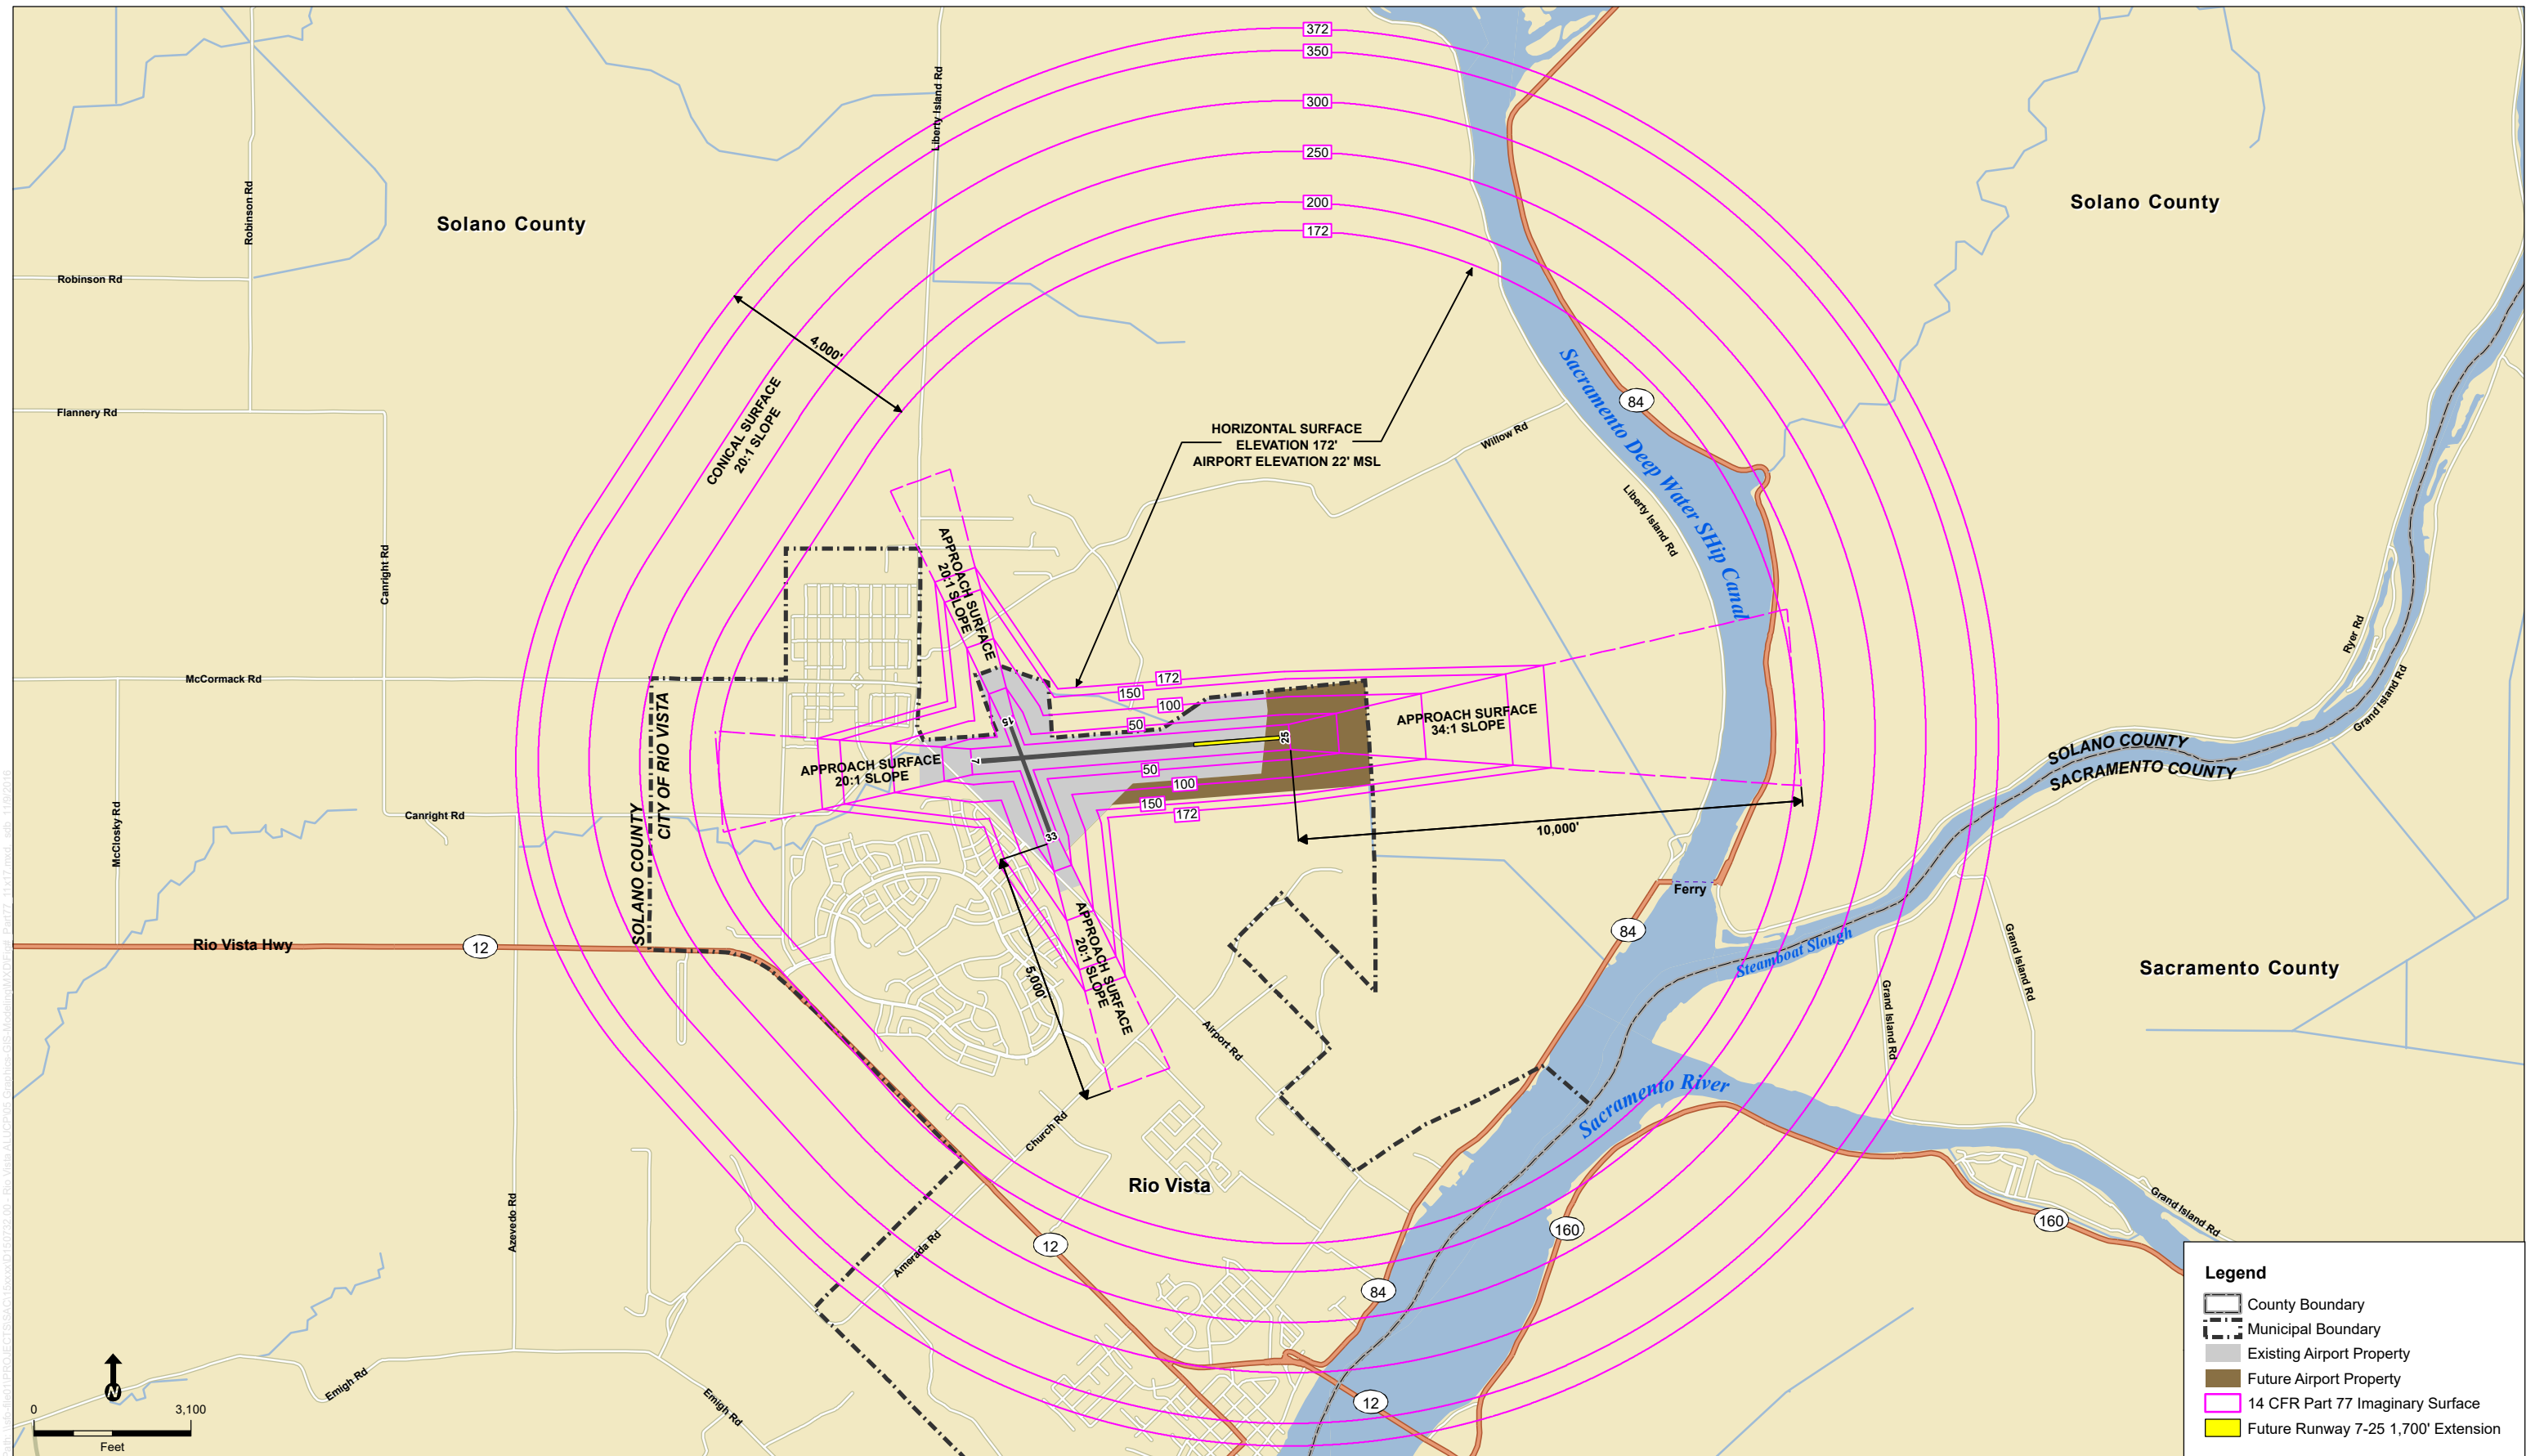 372
350
300
250
200
172
Solano County
Solano County
Robinson Rd
Robinson Rd
Liberty Island Rd
Flannery Rd
Canright Rd
4,000'
CONICAL SURFACE
20:1 SLOPE
HORIZONTAL SURFACE
ELEVATION 172'
AIRPORT ELEVATION 22' MSL
Willow Rd
84
Sacramento Deep Water SHip Canal
Liberty Island Rd
APPROACH SURFACE
20:1 SLOPE
McCormack Rd
SOLANO COUNTY
CITY OF RIO VISTA
172
150
100
50
15
7
25
33
APPROACH SURFACE
20:1 SLOPE
APPROACH SURFACE
34:1 SLOPE
50
100
150
172
10,000'
Ryer Rd
Grand Island Rd
SOLANO COUNTY
SACRAMENTO COUNTY
McClosky Rd
Canright Rd
Rio Vista Hwy
12
5,000'
APPROACH SURFACE
20:1 SLOPE
Airport Rd
Ferry
84
Steamboat Slough
Grand Island Rd
Grand Island Rd
Sacramento County
Sacramento River
Church Rd
Rio Vista
Azevedo Rd
Amerada Rd
12
84
160
160
Grand Island Rd
12
Emigh Rd
Emigh Rd
N
0
3,100
Feet
Legend
County Boundary
Municipal Boundary
Existing Airport Property
Future Airport Property
14 CFR Part 77 Imaginary Surface
Future Runway 7-25 1,700' Extension